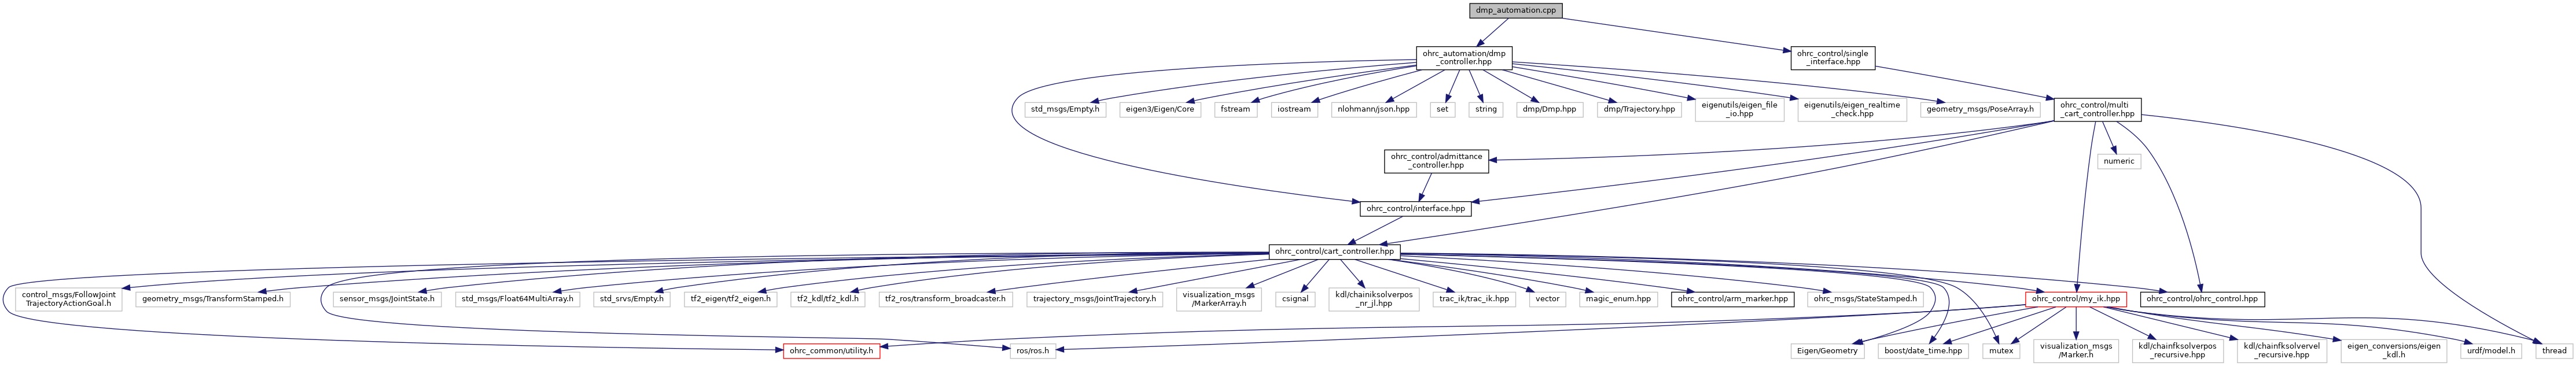 dmp_automation.cpp
ohrc_automation/dmp
_controller.hpp
ohrc_control/single
_interface.hpp
std_msgs/Empty.h
eigen3/Eigen/Core
fstream
iostream
nlohmann/json.hpp
set
string
dmp/Dmp.hpp
dmp/Trajectory.hpp
eigenutils/eigen_file
_io.hpp
eigenutils/eigen_realtime
_check.hpp
geometry_msgs/PoseArray.h
ohrc_control/multi
_cart_controller.hpp
ohrc_control/admittance
_controller.hpp
numeric
ohrc_control/interface.hpp
ohrc_control/cart_controller.hpp
control_msgs/FollowJoint
TrajectoryActionGoal.h
geometry_msgs/TransformStamped.h
sensor_msgs/JointState.h
std_msgs/Float64MultiArray.h
std_srvs/Empty.h
tf2_eigen/tf2_eigen.h
tf2_kdl/tf2_kdl.h
tf2_ros/transform_broadcaster.h
trajectory_msgs/JointTrajectory.h
visualization_msgs
/MarkerArray.h
csignal
kdl/chainiksolverpos
_nr_jl.hpp
trac_ik/trac_ik.hpp
vector
magic_enum.hpp
ohrc_control/arm_marker.hpp
ohrc_msgs/StateStamped.h
ohrc_control/my_ik.hpp
ohrc_control/ohrc_control.hpp
ohrc_common/utility.h
ros/ros.h
Eigen/Geometry
boost/date_time.hpp
mutex
visualization_msgs
/Marker.h
kdl/chainfksolverpos
_recursive.hpp
kdl/chainfksolvervel
_recursive.hpp
eigen_conversions/eigen
_kdl.h
urdf/model.h
thread